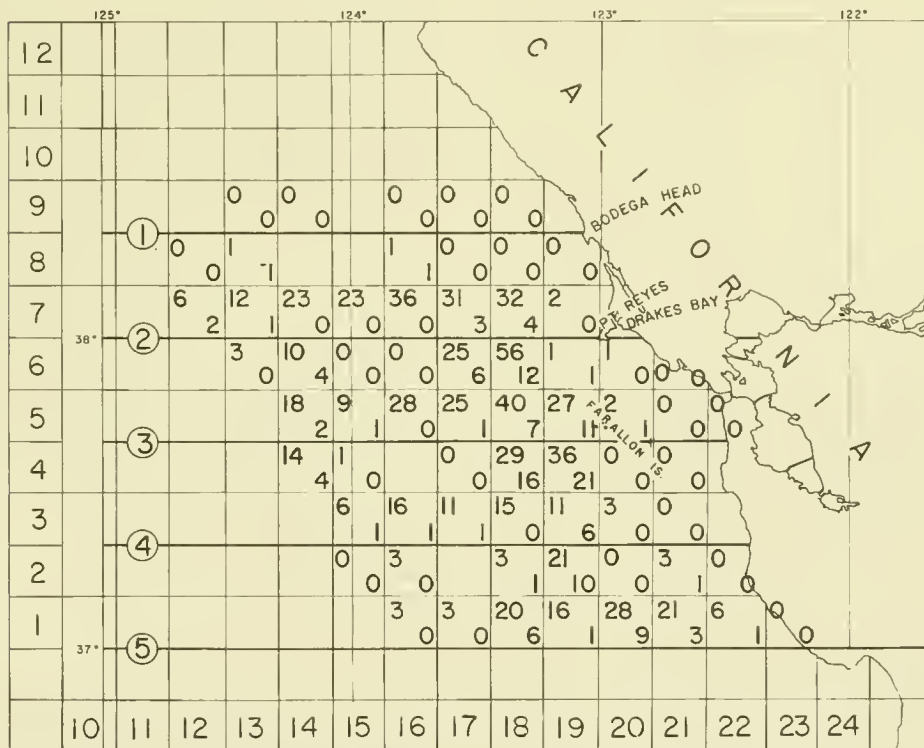 125° 124° 123° 122°
12
11
10
CALIFORNIA
9 0 0 0 0 0
0 0 0 0 0
BODEGA HEAD
1
8 0 1 1 0 0 0
0 1 1 0 0 0
7 6 12 23 23 36 31 32 2
PT. REYES
DRAKES BAY
2 1 0 0 0 3 4 0
38° 2
6 3 10 0 0 25 56 1 1
0 4 0 0 6 12 1 0 0 0
5 18 9 28 25 40 27 2 0 0
2 1 0 1 7 11 1 0 0
FARALLON IS.
3
4 14 1 0 29 36 0 0
4 0 0 16 21 0 0
3 6 16 11 15 11 3 0
1 1 1 0 6 0 0
4
2 0 3 3 21 0 3 0
0 0 1 10 0 1 0
1 3 3 20 16 28 21 6 0
0 0 6 1 9 3 1 0
37° 5
10 11 12 13 14 15 16 17 18 19 20 21 22 23 24